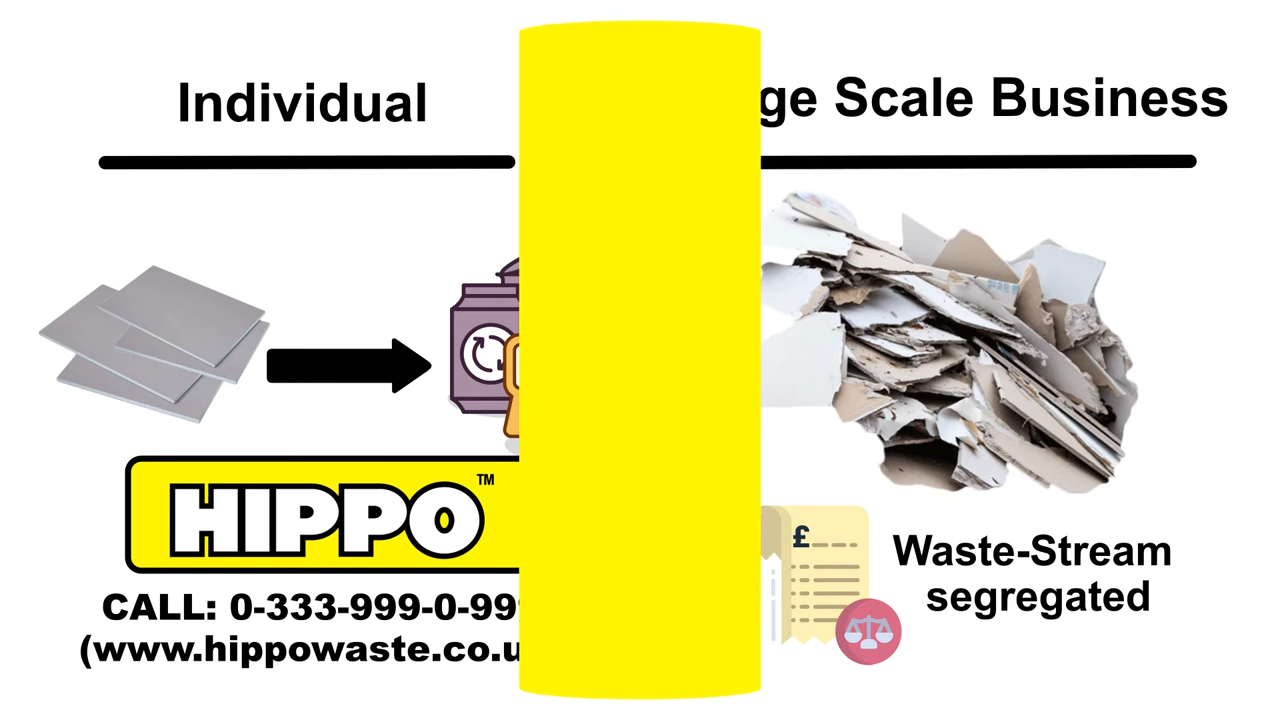 Individual
ge Scale Business
HIPPO™
CALL: 0-333-999-0-99
(www.hippowaste.co.u
£
Waste-Stream
segregated